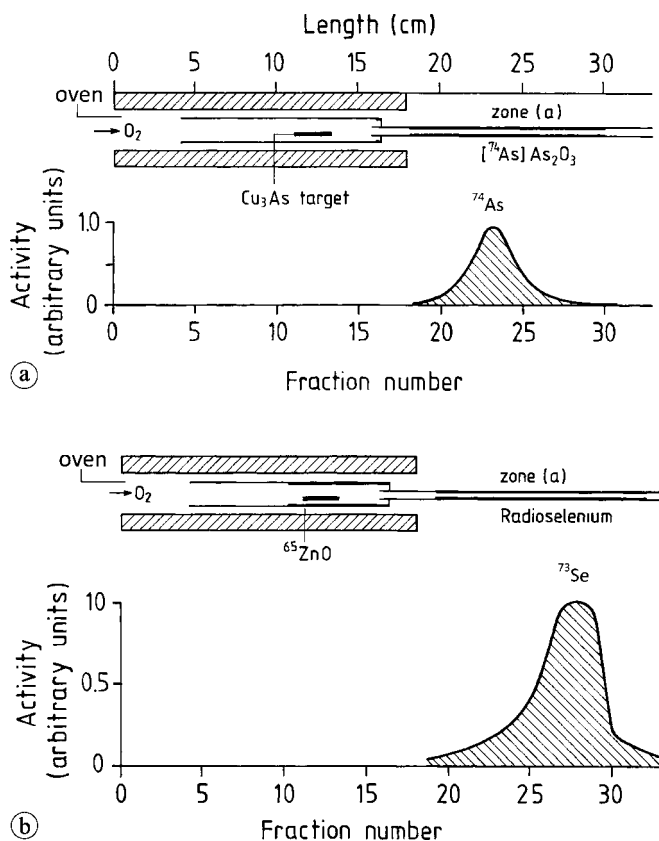 Length (cm)
0 5 10 15 20 25 30
oven
O₂
zone (a)
[⁷⁴As] As₂O₃
Cu₃As target
⁷⁴As
Activity
(arbitrary units)
1.0
0
0 5 10 15 20 25 30
Fraction number
a
oven
O₂
zone (a)
Radioselenium
⁶⁵ZnO
⁷³Se
Activity
(arbitrary units)
10
0.5
0
0 5 10 15 20 25 30
Fraction number
b